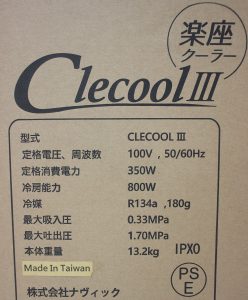 楽座
クーラー
Clecool III
型式 CLECOOL III
定格電圧、周波数 100V , 50/60Hz
定格消費電力 350W
冷房能力 800W
冷媒 R134a ,180g
最大吸入圧 0.33MPa
最大吐出圧 1.70MPa
本体重量 13.2kg IPX0
Made In Taiwan
株式会社ナヴィック
PS
E